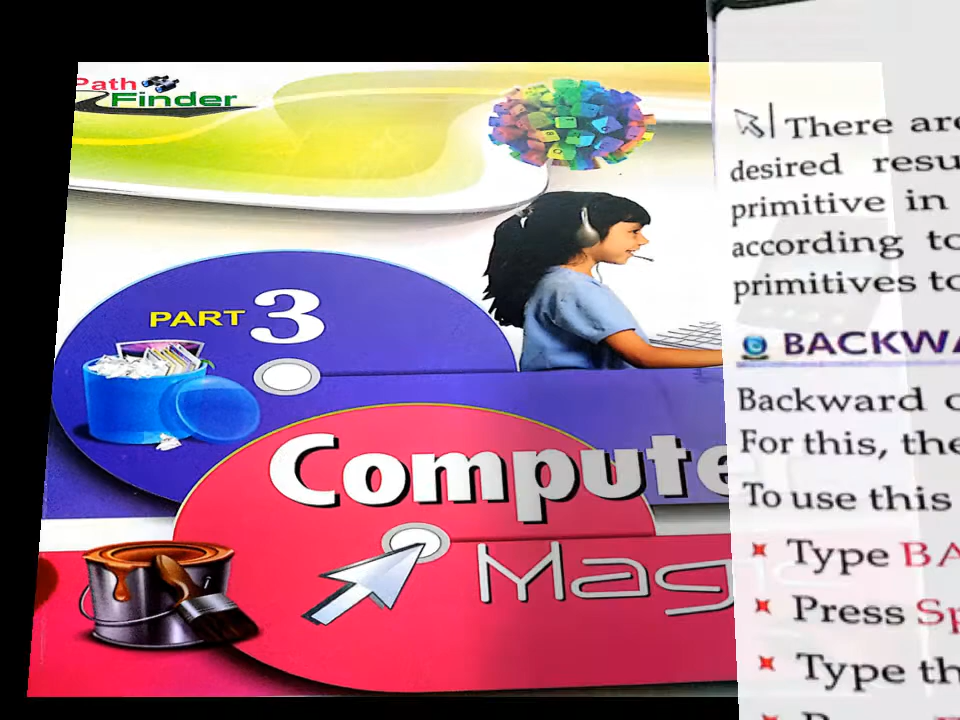 Path
Finder
PART 3
Compute
Mag
There are
desired resu
primitive in
according to
primitives to
BACKWA
Backward
For this, the
To use this
Type BA
Press Sp
Type th